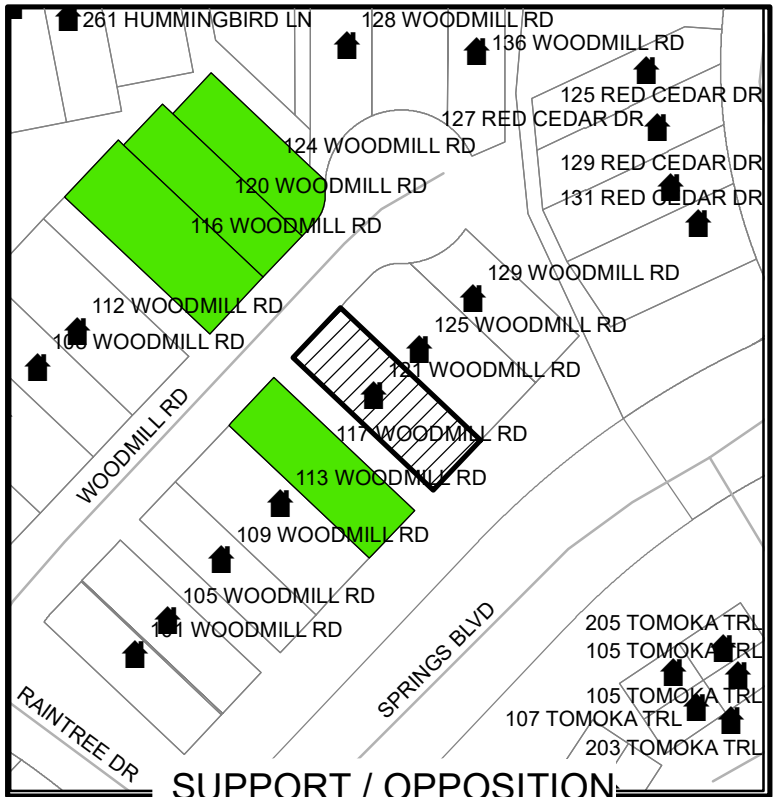 261 HUMMINGBIRD LN
128 WOODMILL RD
136 WOODMILL RD
125 RED CEDAR DR
127 RED CEDAR DR
124 WOODMILL RD
129 RED CEDAR DR
120 WOODMILL RD
131 RED CEDAR DR
116 WOODMILL RD
129 WOODMILL RD
112 WOODMILL RD
125 WOODMILL RD
WOODMILL RD
121 WOODMILL RD
WOODMILL RD
117 WOODMILL RD
113 WOODMILL RD
109 WOODMILL RD
105 WOODMILL RD
101 WOODMILL RD
205 TOMOKA TRL
105 TOMOKA TRL
SPRINGS BLVD
105 TOMOKA TRL
107 TOMOKA TRL
RAINTREE DR
203 TOMOKA TRL
SUPPORT / OPPOSITION